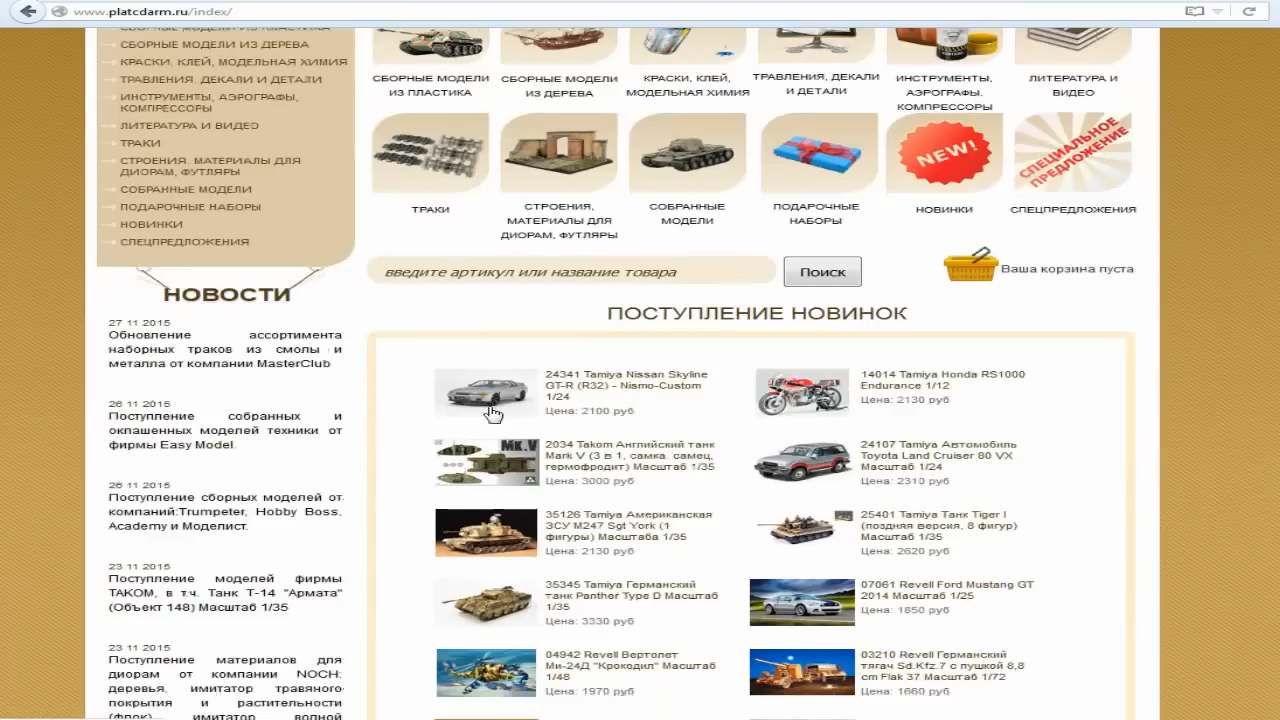 www.platcdarm.ru/index/
СБОРНЫЕ МОДЕЛИ ИЗ ПЛАСТИКА
СБОРНЫЕ МОДЕЛИ ИЗ ДЕРЕВА
КРАСКИ, КЛЕЙ, МОДЕЛЬНАЯ ХИМИЯ
ТРАВЛЕНИЯ, ДЕКАЛИ И ДЕТАЛИ
ИНСТРУМЕНТЫ, АЭРОГРАФЫ,
КОМПРЕССОРЫ
ЛИТЕРАТУРА И ВИДЕО
ТРАКИ
СТРОЕНИЯ, МАТЕРИАЛЫ ДЛЯ
ДИОРАМ, ФУТЛЯРЫ
СОБРАННЫЕ МОДЕЛИ
ПОДАРОЧНЫЕ НАБОРЫ
НОВИНКИ
СПЕЦПРЕДЛОЖЕНИЯ
НОВОСТИ
27 11 2015
Обновление ассортимента
наборных траков из смолы и
металла от компании MasterClub
26 11 2015
Поступление собранных и
окпашенных моделей техники от
фирмы Easy Model.
26 11 2015
Поступление сборных моделей от
компаний:Trumpeter, Hobby Boss,
Academy и Моделист.
23 11 2015
Поступление моделей фирмы
ТАКОМ, в т.ч. Танк Т-14 "Армата"
(Объект 148) Масштаб 1/35
23 11 2015
Поступление материалов для
диорам от компании NOCH:
деревья, имитатор травяного
покрытия и растительности
(флок), имитатор водной
СБОРНЫЕ МОДЕЛИ
ИЗ ПЛАСТИКА
СБОРНЫЕ МОДЕЛИ
ИЗ ДЕРЕВА
КРАСКИ, КЛЕЙ,
МОДЕЛЬНАЯ ХИМИЯ
ТРАВЛЕНИЯ, ДЕКАЛИ
И ДЕТАЛИ
ИНСТРУМЕНТЫ,
АЭРОГРАФЫ,
КОМПРЕССОРЫ
ЛИТЕРАТУРА И
ВИДЕО
NEW!
СПЕЦИАЛЬНОЕ
ПРЕДЛОЖЕНИЕ
ТРАКИ
СТРОЕНИЯ,
МАТЕРИАЛЫ ДЛЯ
ДИОРАМ, ФУТЛЯРЫ
СОБРАННЫЕ
МОДЕЛИ
ПОДАРОЧНЫЕ
НАБОРЫ
НОВИНКИ
СПЕЦПРЕДЛОЖЕНИЯ
введите артикул или название товара
Поиск
Ваша корзина пуста
ПОСТУПЛЕНИЕ НОВИНОК
24341 Tamiya Nissan Skyline
GT-R (R32) - Nismo-Custom
1/24
Цена: 2100 руб
14014 Tamiya Honda RS1000
Endurance 1/12
Цена: 2130 руб
Mk.V
2034 Takom Английский танк
Mark V (3 в 1, самка, самец,
гермофродит) Масштаб 1/35
Цена: 3000 руб
24107 Tamiya Автомобиль
Toyota Land Cruiser 80 VX
Масштаб 1/24
Цена: 2310 руб
35126 Tamiya Американская
ЗСУ M247 Sgt York (1
фигуры) Масштаба 1/35
Цена: 2130 руб
25401 Tamiya Танк Tiger I
(поздняя версия, 8 фигур)
Масштаб 1/35
Цена: 2620 руб
35345 Tamiya Германский
танк Panther Type D Масштаб
1/35
Цена: 3330 руб
07061 Revell Ford Mustang GT
2014 Масштаб 1/25
Цена: 1850 руб
04942 Revell Вертолет
Ми-24Д "Крокодил" Масштаб
1/48
Цена: 1970 руб
03210 Revell Германский
тягач Sd.Kfz.7 с пушкой 8,8
cm Flak 37 Масштаб 1/72
Цена: 1660 руб